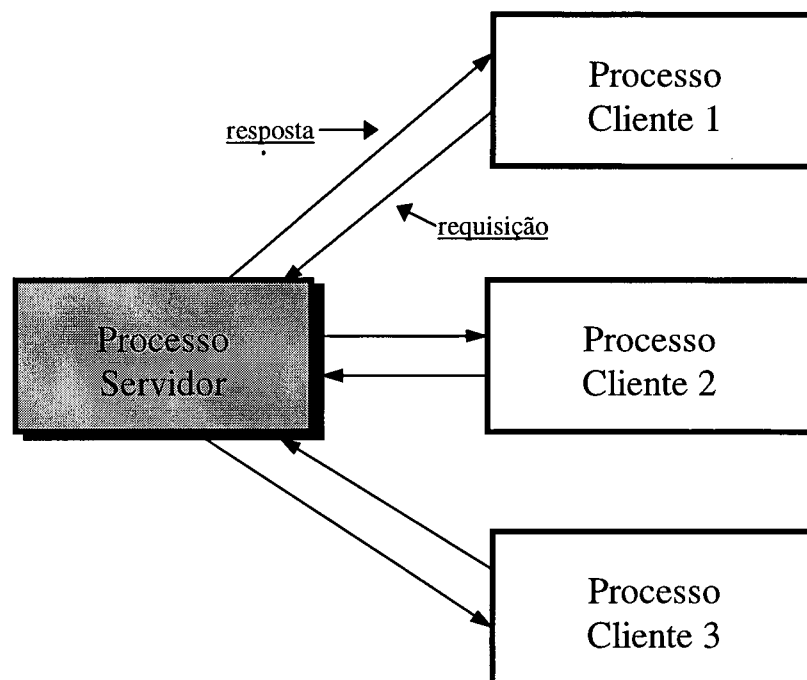 Processo
Cliente 1
resposta
requisição
Processo
Servidor
Processo
Cliente 2
Processo
Cliente 3